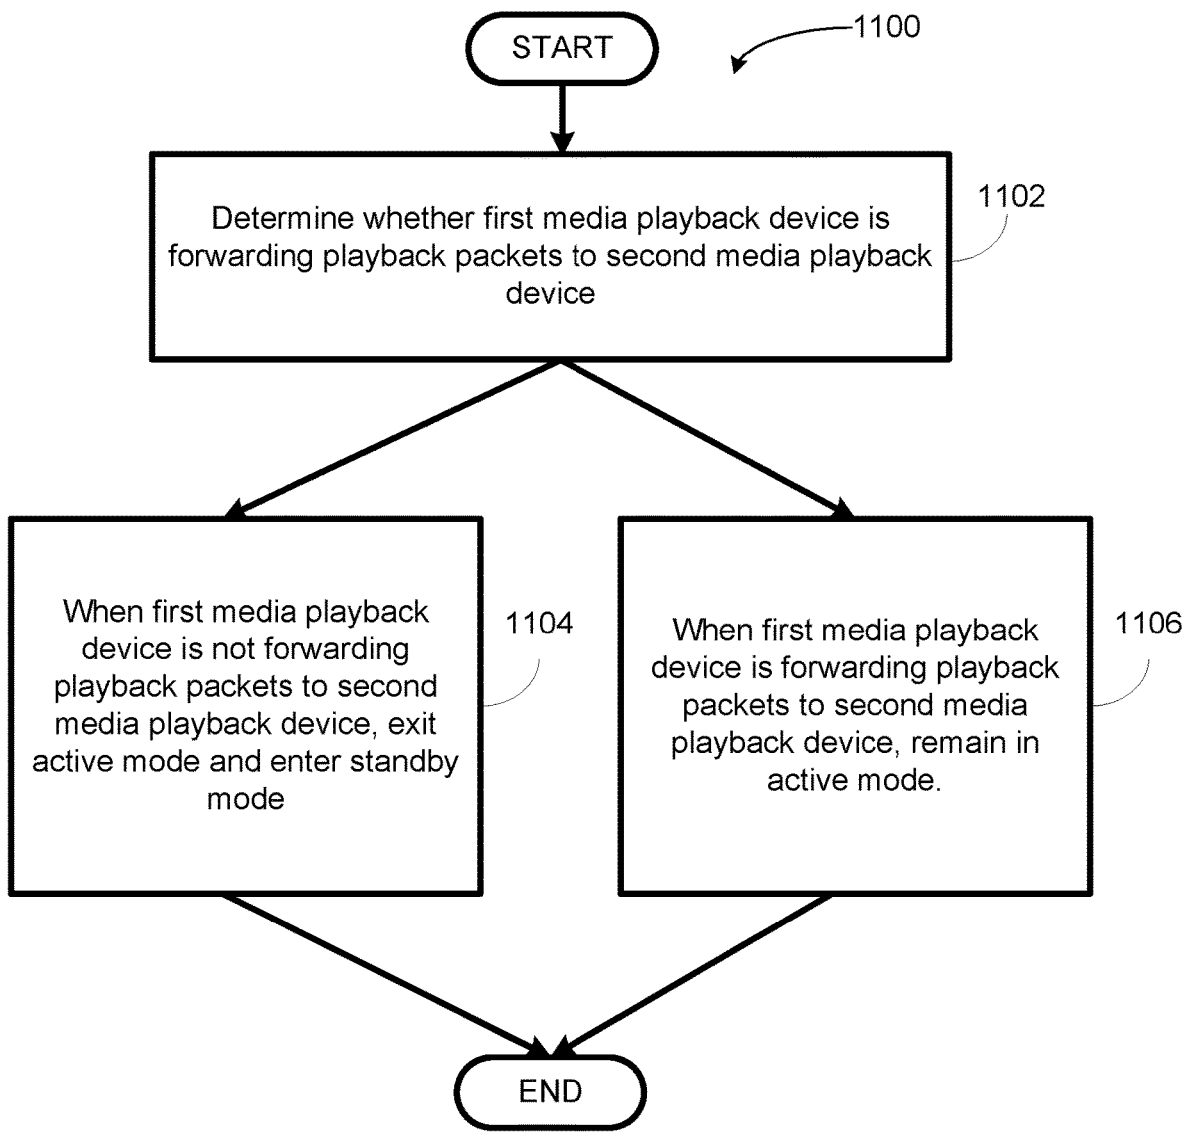 START
1100
Determine whether first media playback device is
forwarding playback packets to second media playback
device
1102
When first media playback
device is not forwarding
playback packets to second
media playback device, exit
active mode and enter standby
mode
1104
When first media playback
device is forwarding playback
packets to second media
playback device, remain in
active mode.
1106
END